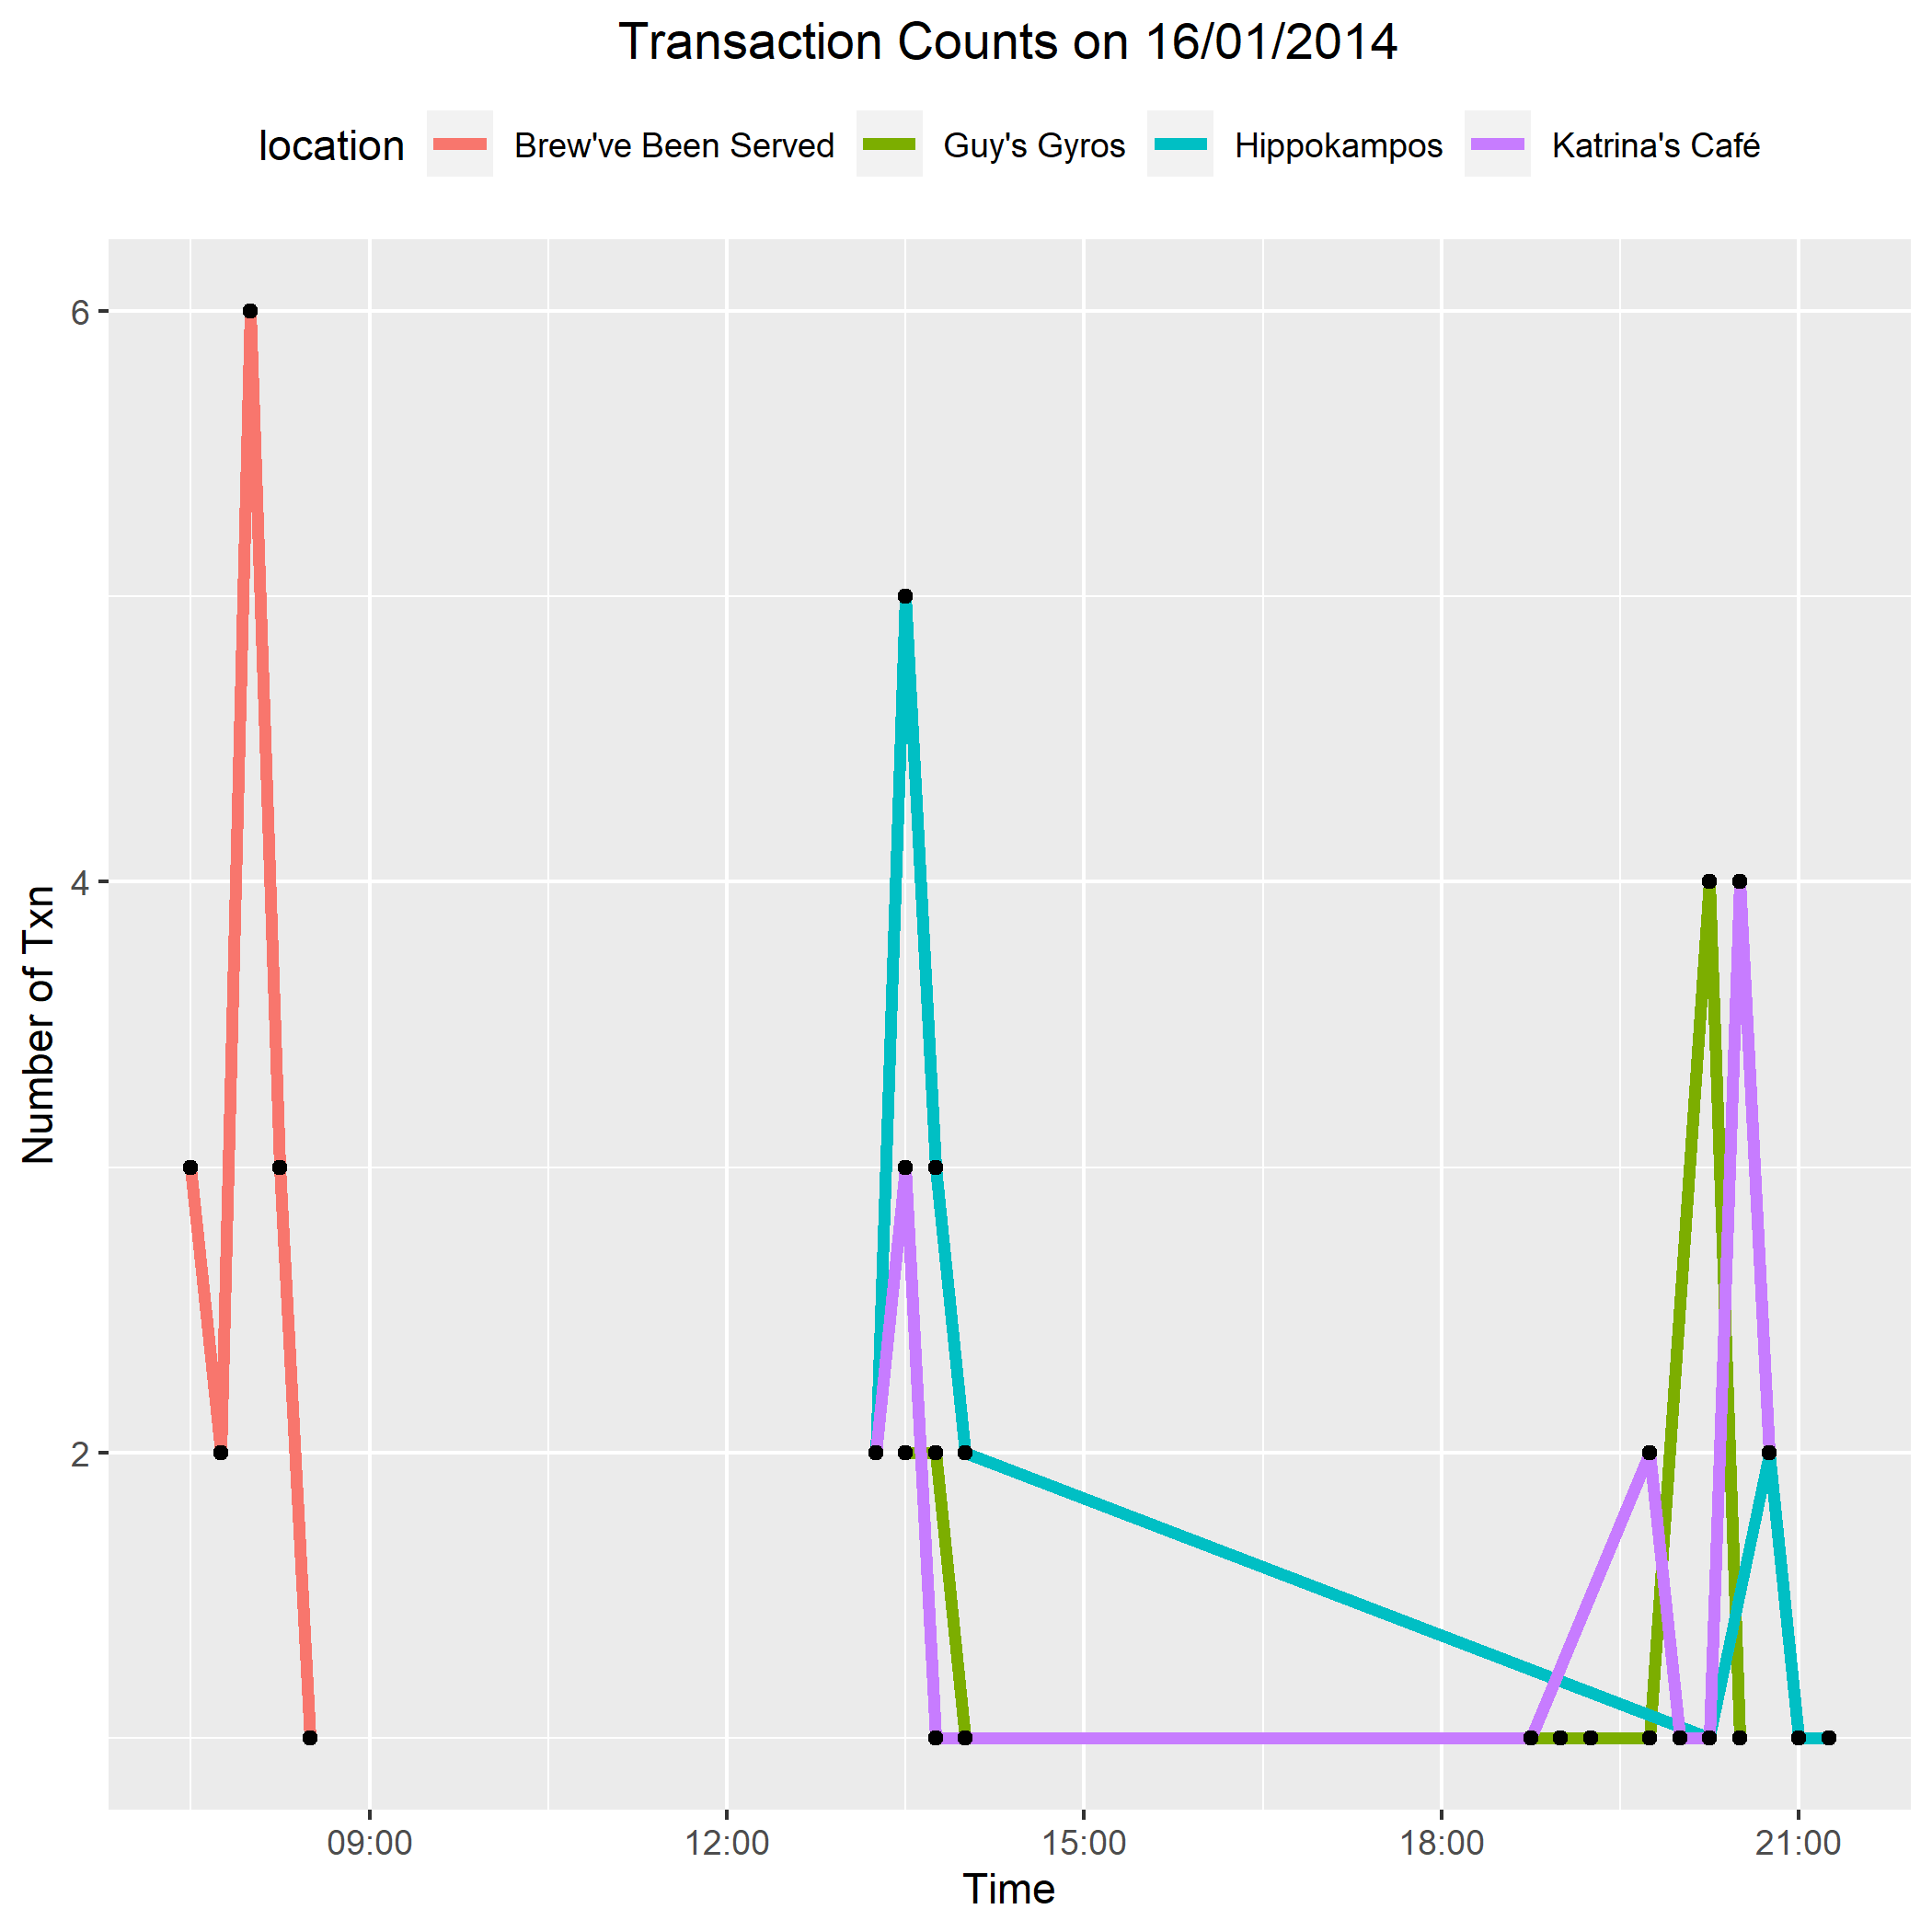 Transaction Counts on 16/01/2014
location Brew've Been Served Guy's Gyros Hippokampos Katrina's Café
6
4
2
Number of Txn
09:00 12:00 15:00 18:00 21:00
Time